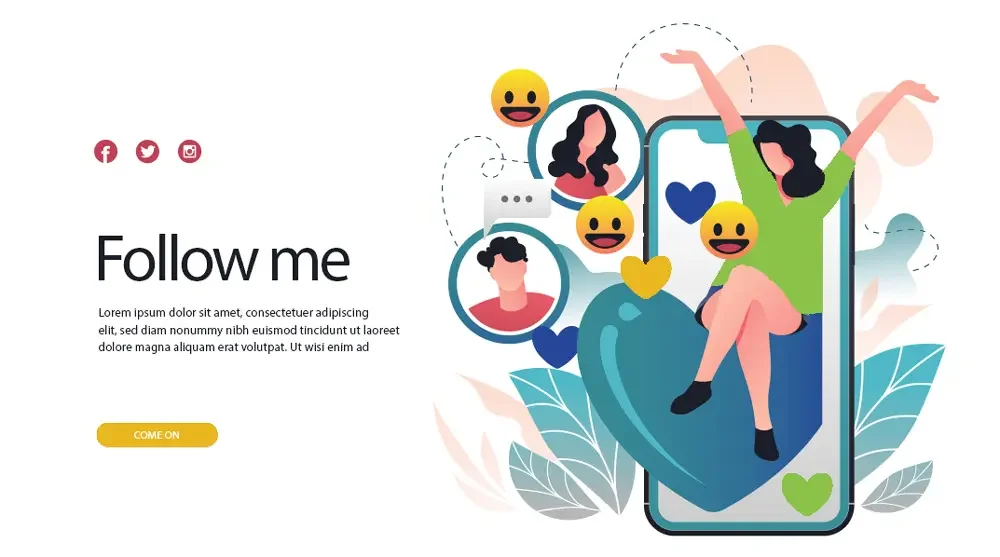 Follow me
Lorem ipsum dolor sit amet, consectetuer adipiscing
elit, sed diam nonummy nibh euismod tincidunt ut laoreet
dolore magna aliquam erat volutpat. Ut wisi enim ad
COME ON